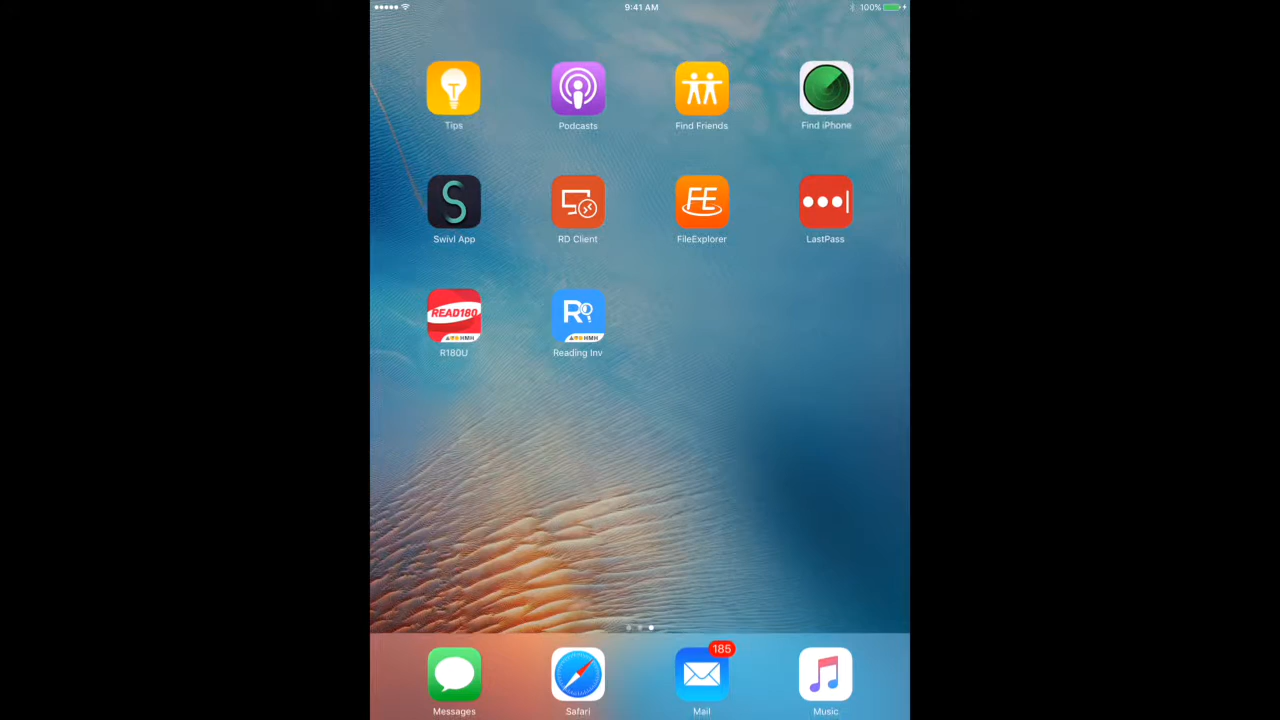 9:41 AM
100%
Tips
Podcasts
Find Friends
Find iPhone
S
FE
Swivl App
RD Client
FileExplorer
LastPass
READ180
HMH
R
HMH
R180U
Reading Inv
185
Messages
Safari
Mail
Music